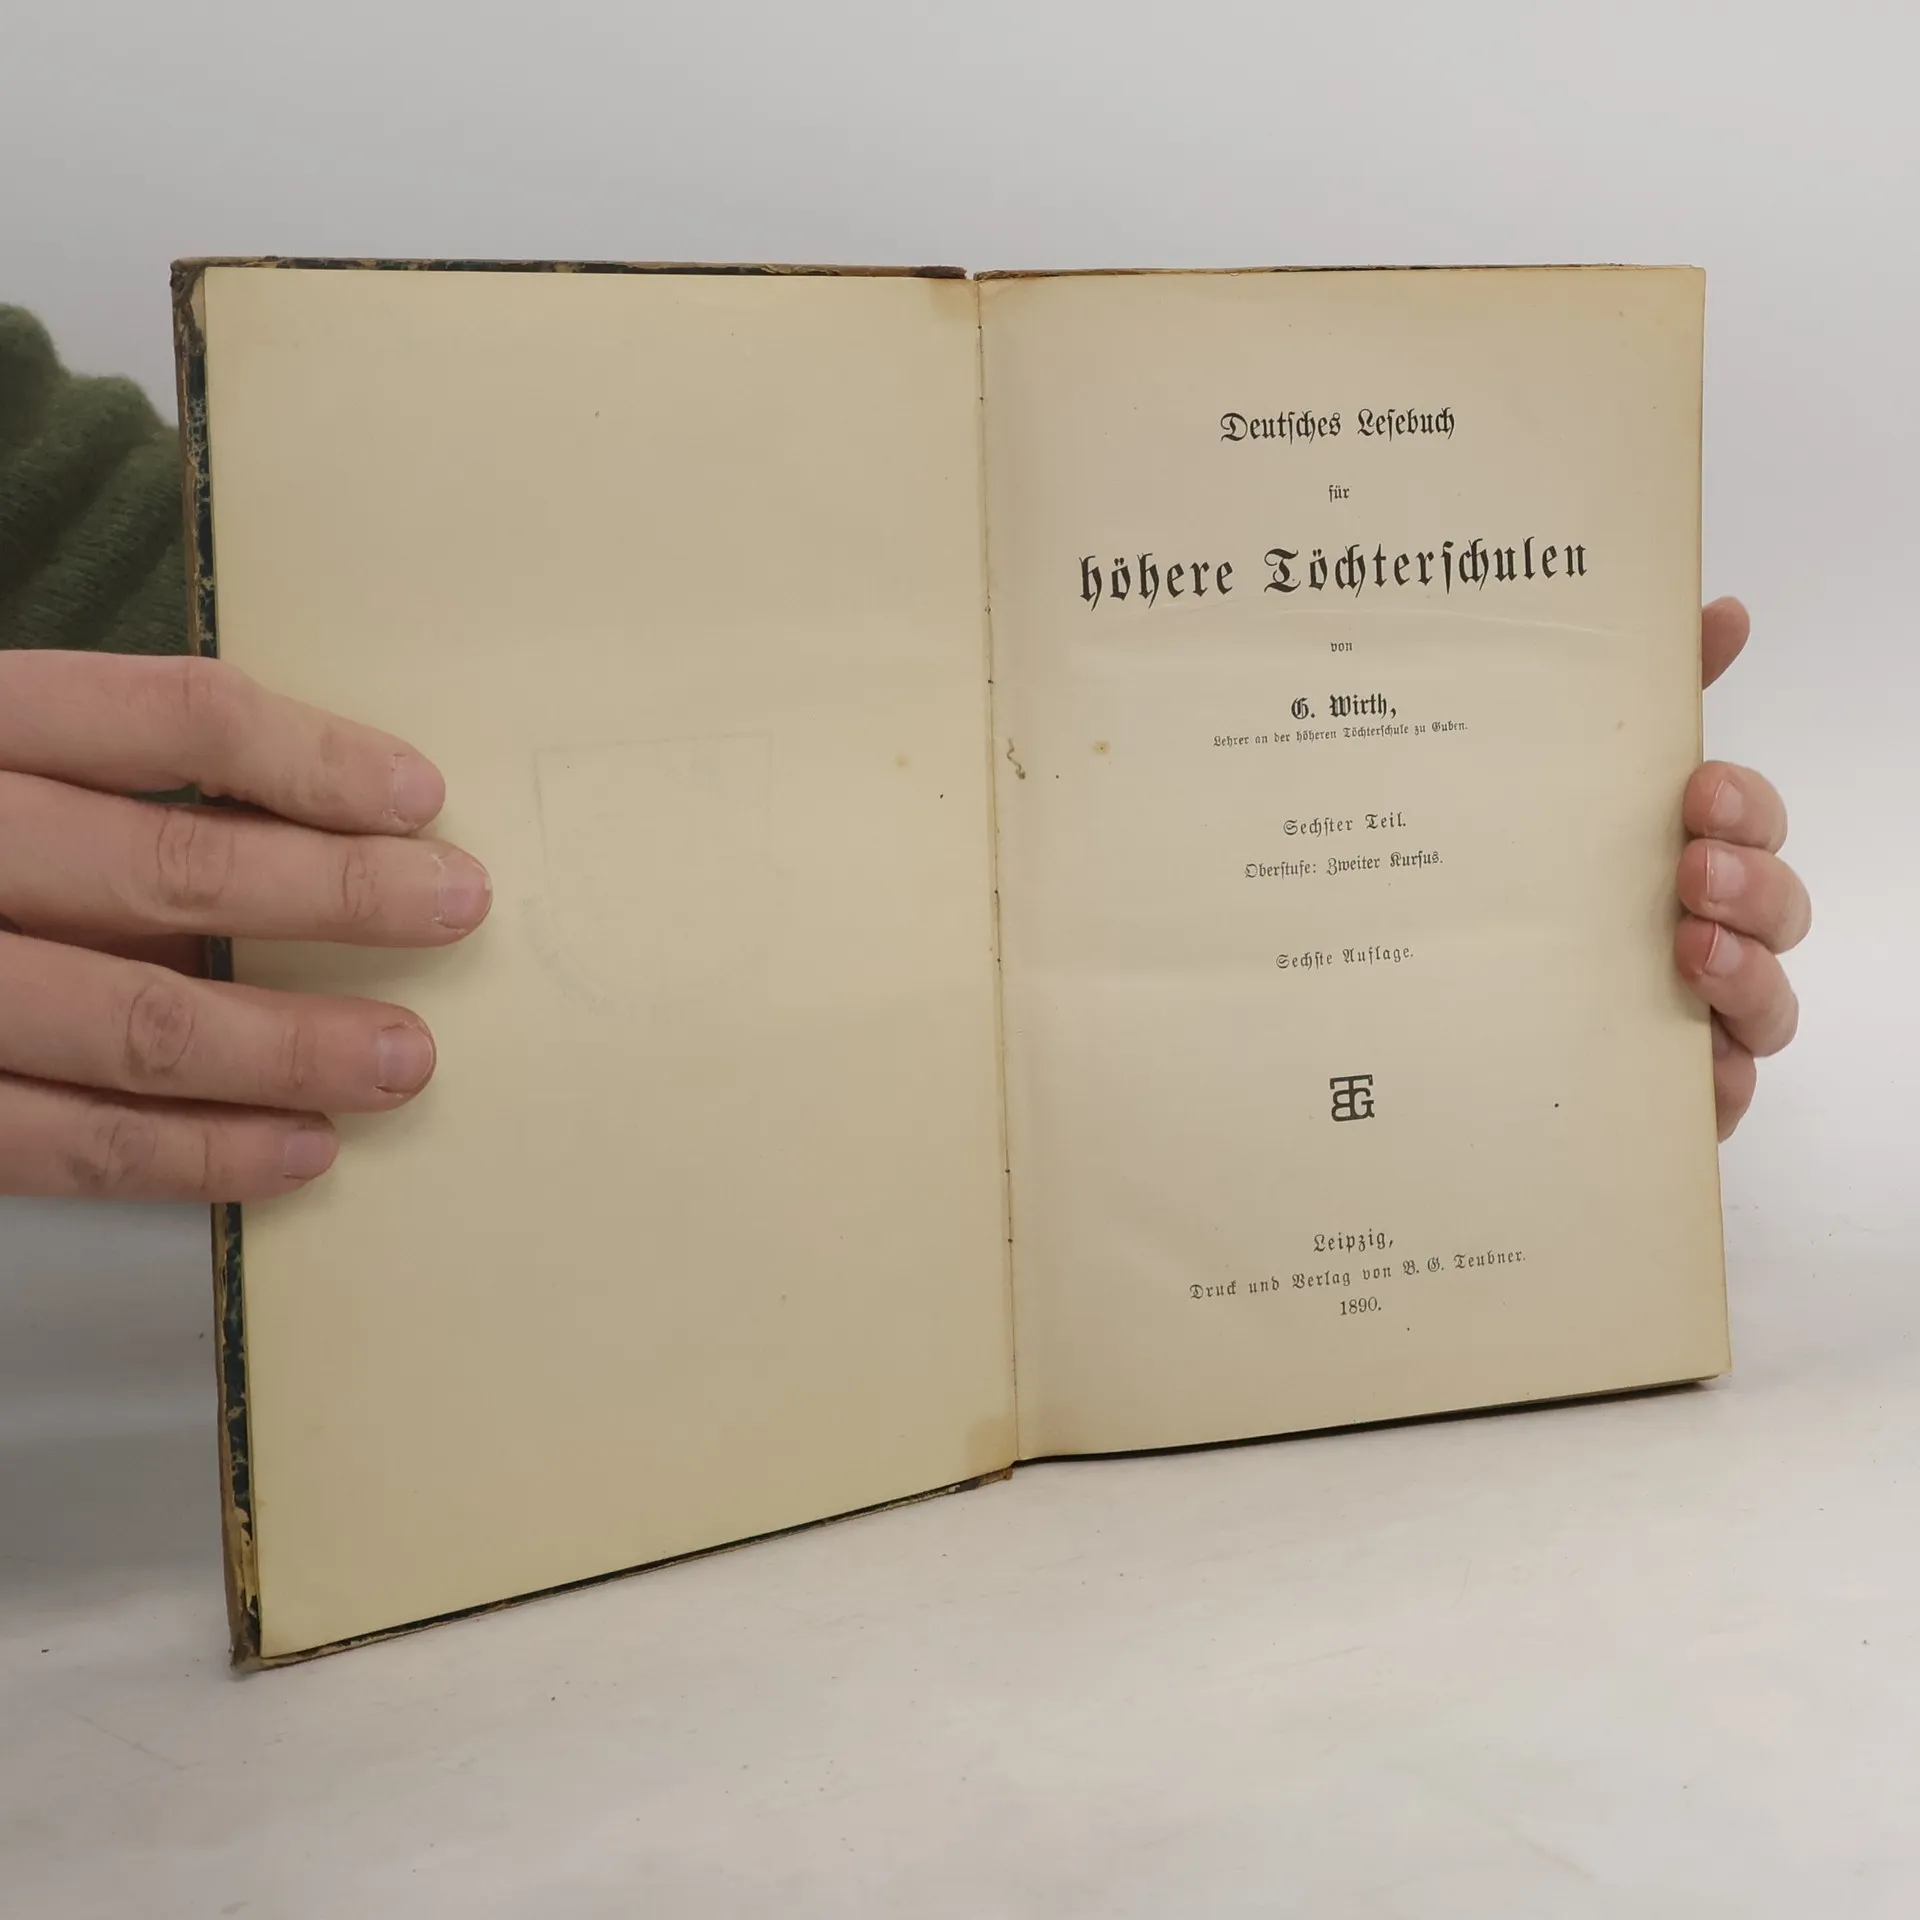 Deutſches Leſebuch
für
höhere Töchterſchulen
von
G. Wirth,
Lehrer an der höheren Töchterſchule zu Guben.
Sechſter Teil.
Oberſtufe: Zweiter Kurſus.
Sechſte Auflage.
BTG
Leipzig,
Druck und Verlag von B. G. Teubner.
1890.